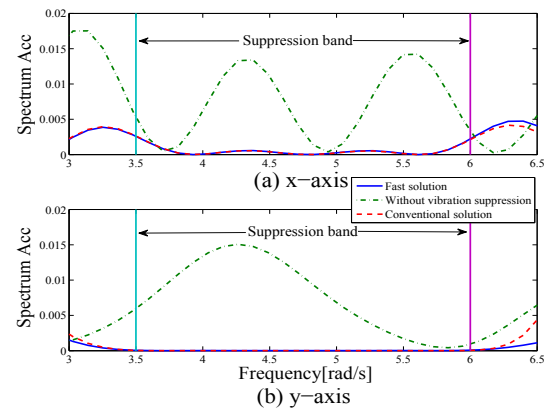 0.02
0.015
0.01
0.005
0
Spectrum Acc
Suppression band
3 3.5 4 4.5 5 5.5 6 6.5
(a) x−axis
Fast solution
Without vibration suppression
Conventional solution
0.02
0.015
0.01
0.005
0
Spectrum Acc
Suppression band
3 3.5 4 4.5 5 5.5 6 6.5
Frequency[rad/s]
(b) y−axis